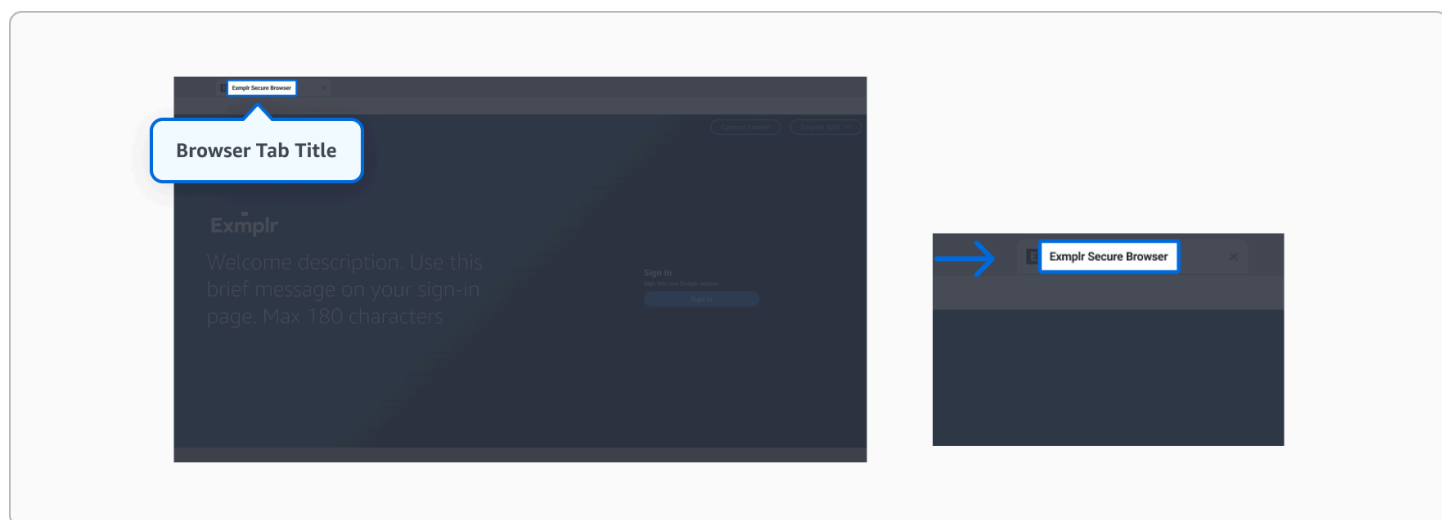 Exmplr Secure Browser
Browser Tab Title
Exmplr
Welcome description. Use this
brief message on your sign-in
page. Max 180 characters
Sign In
Sign In
E Exmplr Secure Browser